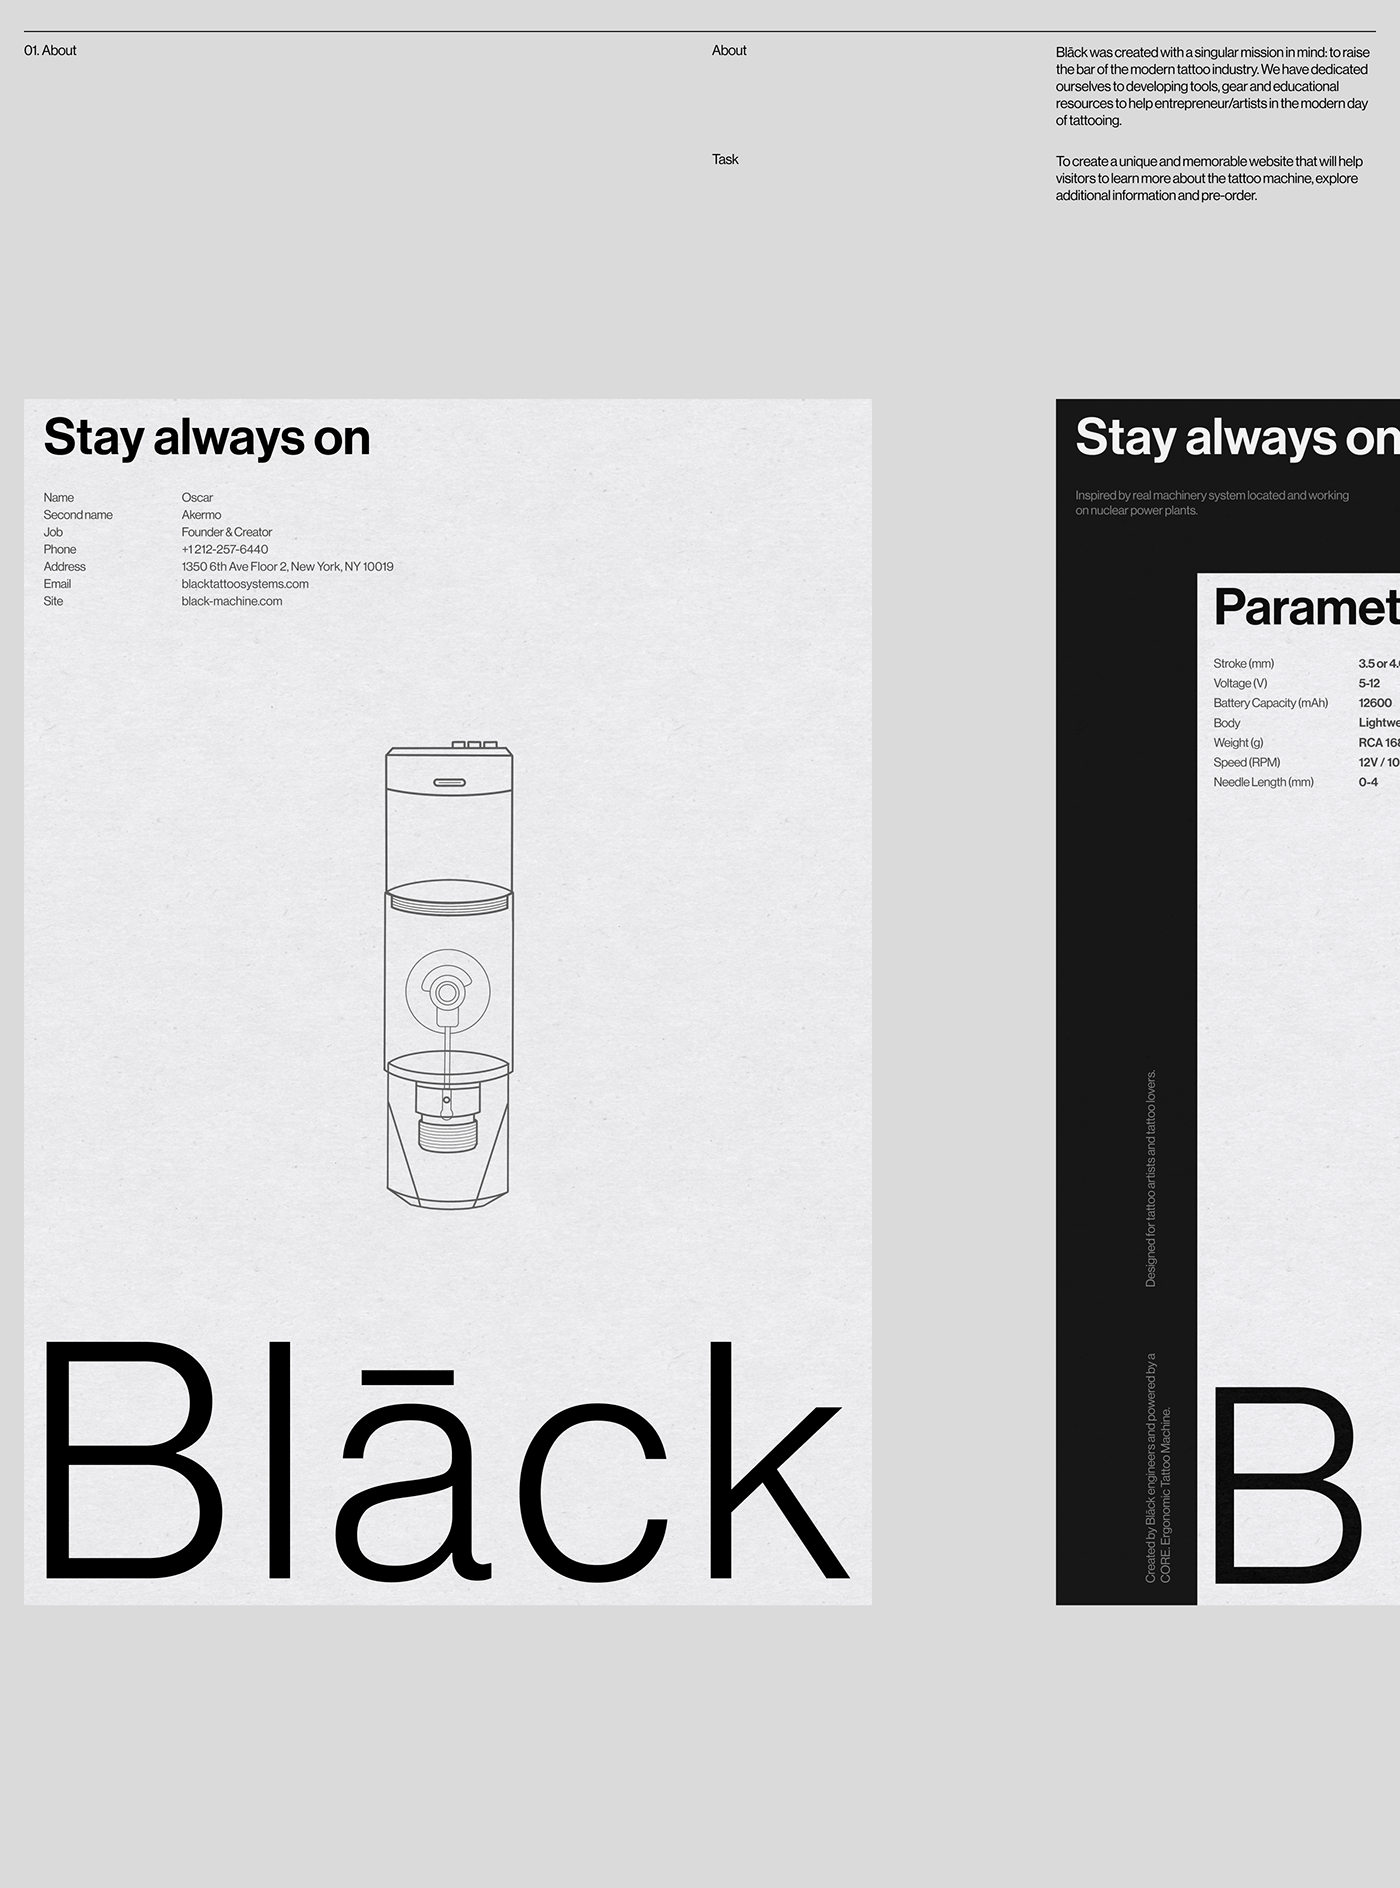 01. About
About
Blāck was created with a singular mission in mind: to raise
the bar of the modern tattoo industry. We have dedicated
ourselves to developing tools, gear and educational
resources to help entrepreneur/artists in the modern day
of tattooing.
Task
To create a unique and memorable website that will help
visitors to learn more about the tattoo machine, explore
additional information and pre-order.
Stay always on
Name Oscar
Second name Akermo
Job Founder & Creator
Phone +1 212-257-6440
Address 1350 6th Ave Floor 2, New York, NY 10019
Email blacktattoosystems.com
Site black-machine.com
Blāck
Stay always on
Inspired by real machinery system located and working
on nuclear power plants.
Paramet
Stroke (mm) 3.5 or 4.
Voltage (V) 5-12
Battery Capacity (mAh) 12600
Body Lightwe
Weight (g) RCA 168
Speed (RPM) 12V / 10
Needle Length (mm) 0-4
Designed for tattoo artists and tattoo lovers.
Created by Blāck engineers and powered by a
CORE. Ergonomic Tattoo Machine.
B